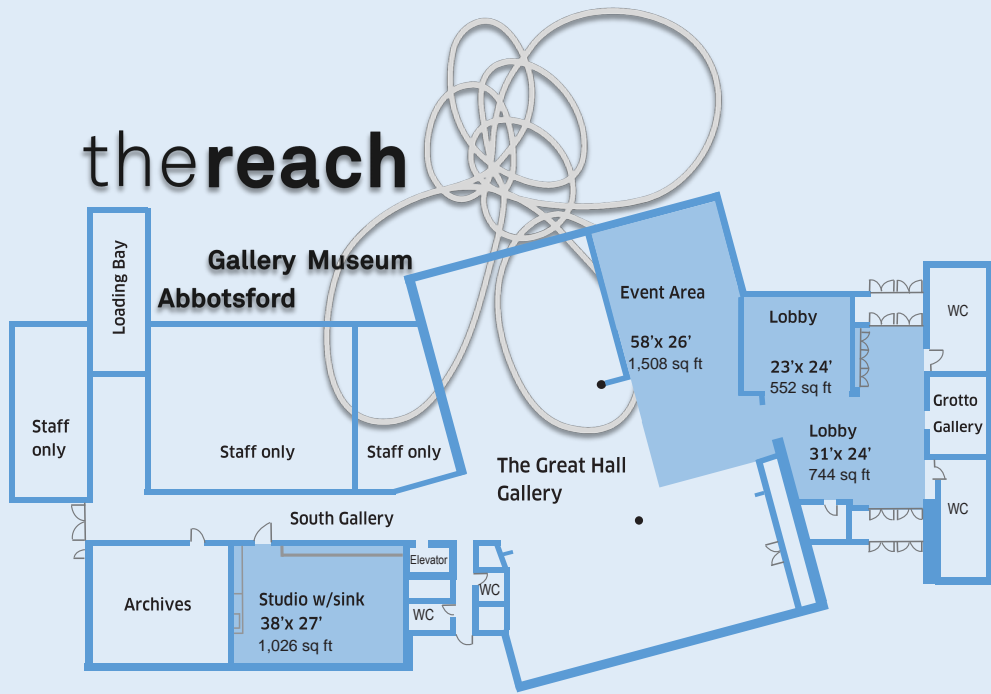 thereach
Gallery Museum
Abbotsford
Loading Bay
Staff
only
Staff only
Staff only
Event Area
58’x 26’
1,508 sq ft
Lobby
23’x 24’
552 sq ft
Lobby
31’x 24’
744 sq ft
WC
Grotto
Gallery
WC
The Great Hall
Gallery
South Gallery
Archives
Studio w/sink
38’x 27’
1,026 sq ft
Elevator
WC
WC